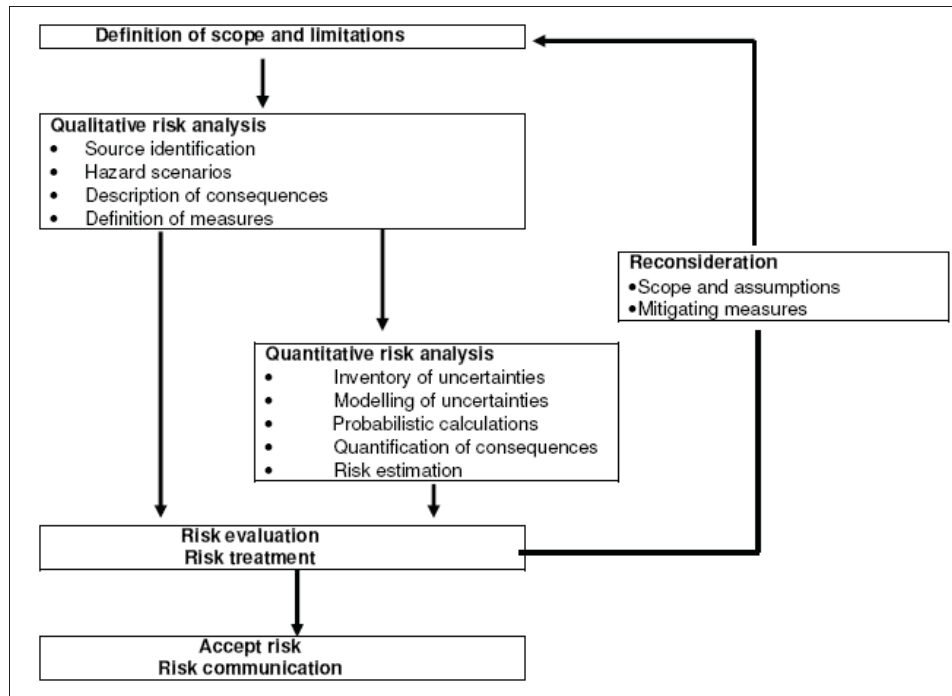 Definition of scope and limitations
Qualitative risk analysis
• Source identification
• Hazard scenarios
• Description of consequences
• Definition of measures
Reconsideration
•Scope and assumptions
•Mitigating measures
Quantitative risk analysis
• Inventory of uncertainties
• Modelling of uncertainties
• Probabilistic calculations
• Quantification of consequences
• Risk estimation
Risk evaluation
Risk treatment
Accept risk
Risk communication